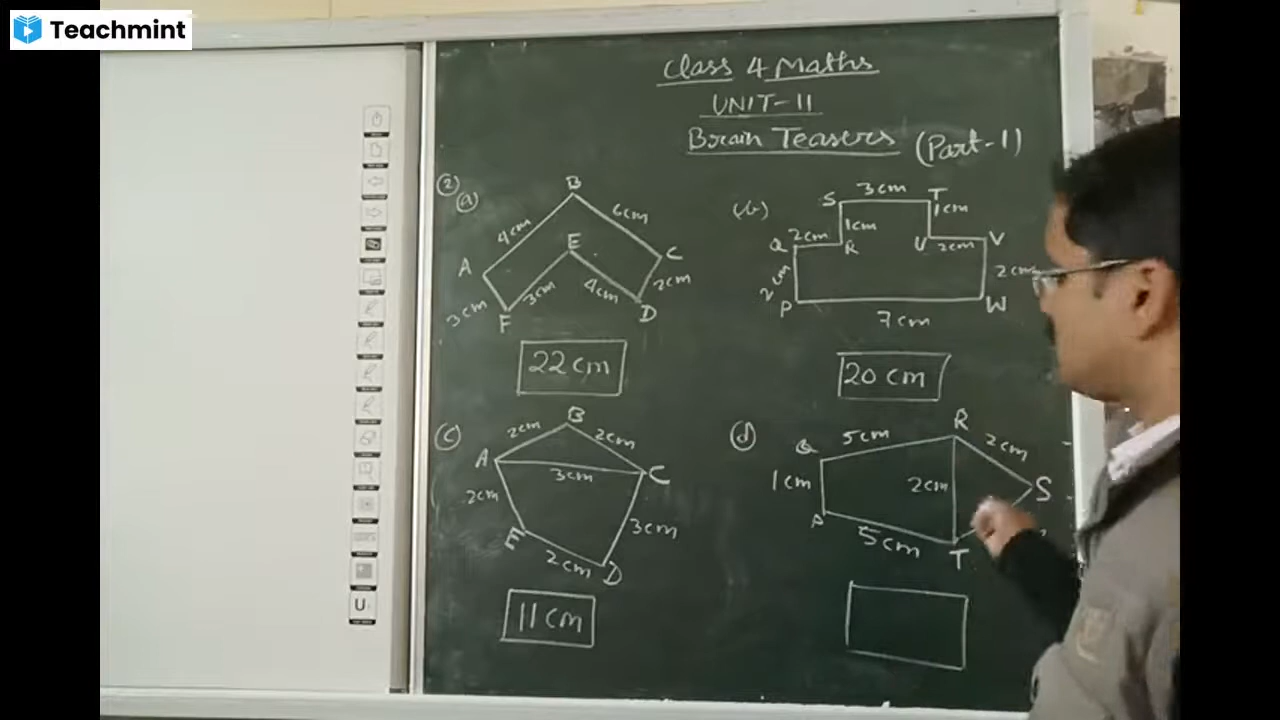 Teachmint
Class 4 Maths
UNIT-11
Brain Teasers (Part-1)
② (a)
B
4cm 6cm
E
A C
3cm 3cm 4cm 2cm
F D
22 cm
(b)
3cm
S T
1cm 1cm
Q 2cm R U 2cm V
2cm 2cm
P W
7cm
20 cm
(c)
B
2cm 2cm
A 3cm C
2cm 3cm
E
2cm D
11 cm
(d)
R
Q 5cm 2cm
1cm 2cm S
P
5cm T
U